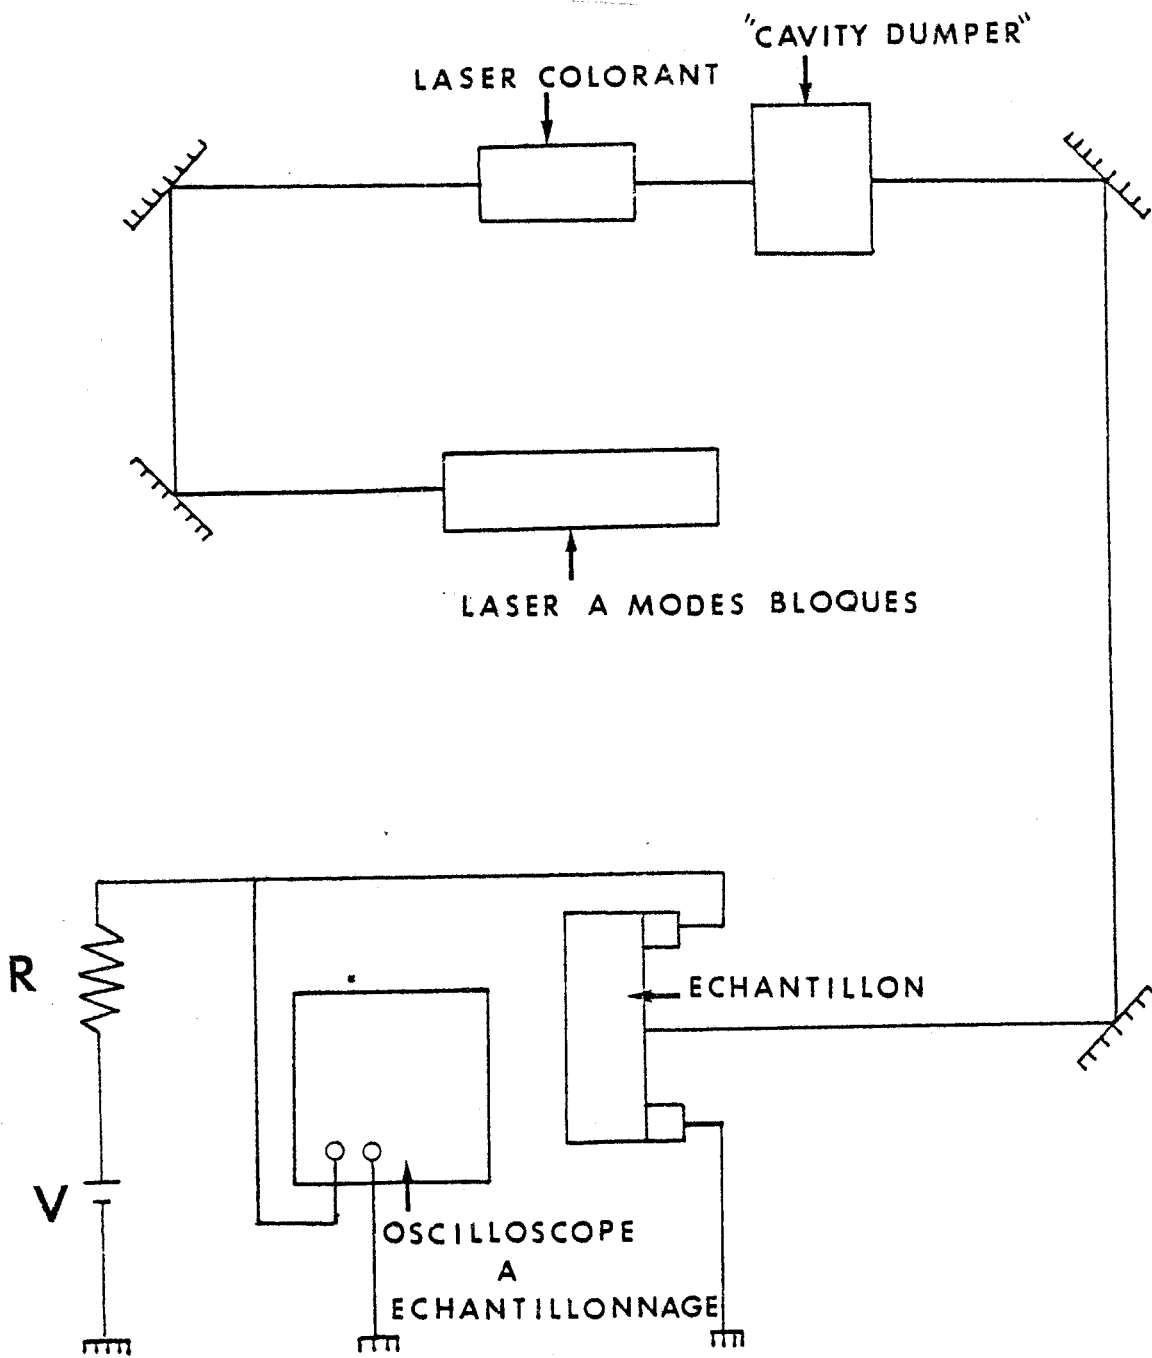 "CAVITY DUMPER"
LASER COLORANT
LASER A MODES BLOQUES
R
ECHANTILLON
V
OSCILLOSCOPE
A
ECHANTILLONNAGE